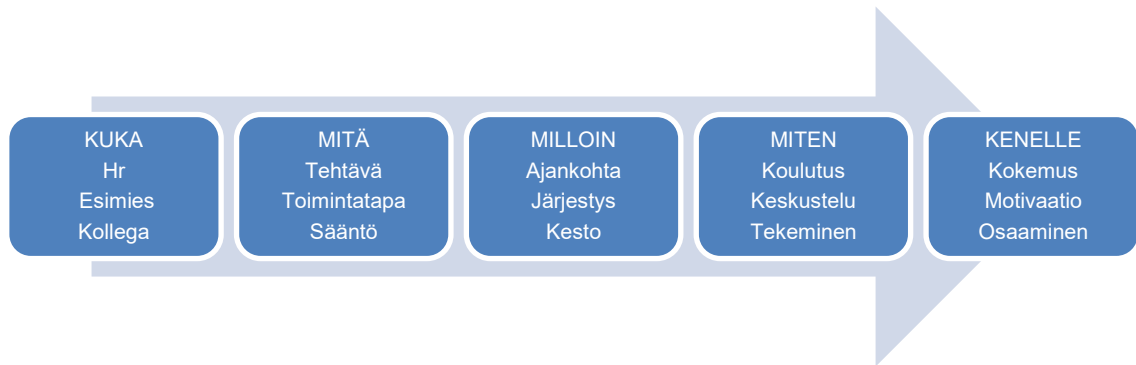 KUKA
Hr
Esimies
Kollega
MITÄ
Tehtävä
Toimintatapa
Sääntö
MILLOIN
Ajankohta
Järjestys
Kesto
MITEN
Koulutus
Keskustelu
Tekeminen
KENELLE
Kokemus
Motivaatio
Osaaminen